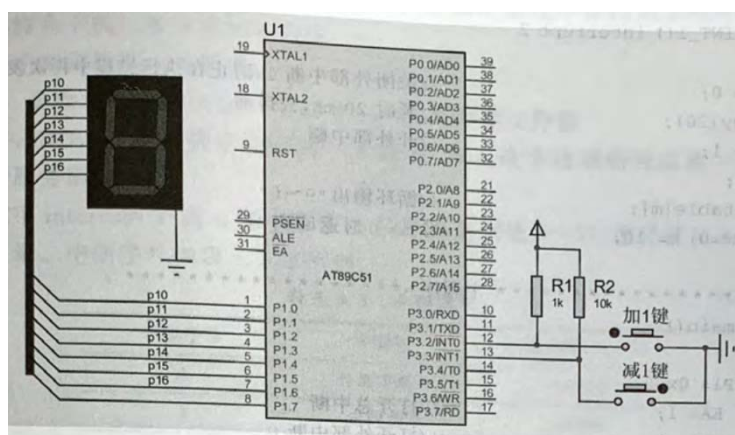 U1
19
XTAL1
18
XTAL2
9
RST
29
PSEN
30
ALE
31
EA
AT89C51
P0.0/AD0
39
P0.1/AD1
38
P0.2/AD2
37
P0.3/AD3
36
P0.4/AD4
35
P0.5/AD5
34
P0.6/AD6
33
P0.7/AD7
32
P2.0/A8
21
P2.1/A9
22
P2.2/A10
23
P2.3/A11
24
P2.4/A12
25
P2.5/A13
26
P2.6/A14
27
P2.7/A15
28
P3.0/RXD
10
P3.1/TXD
11
P3.2/INT0
12
P3.3/INT1
13
P3.4/T0
14
P3.5/T1
15
P3.6/WR
16
P3.7/RD
17
p10
p11
p12
p13
p14
p15
p16
p10
1
P1.0
p11
2
P1.1
p12
3
P1.2
p13
4
P1.3
p14
5
P1.4
p15
6
P1.5
p16
7
P1.6
8
P1.7
R1
1k
R2
10k
加1键
减1键